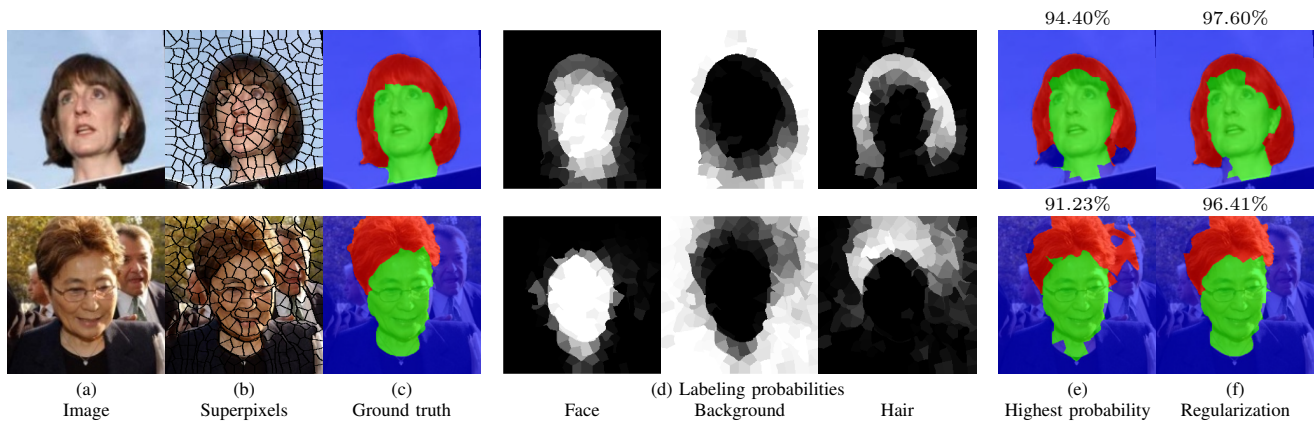 94.40% 97.60%
91.23% 96.41%
(a) (b) (c) (d) Labeling probabilities (e) (f)
Image Superpixels Ground truth Face Background Hair Highest probability Regularization